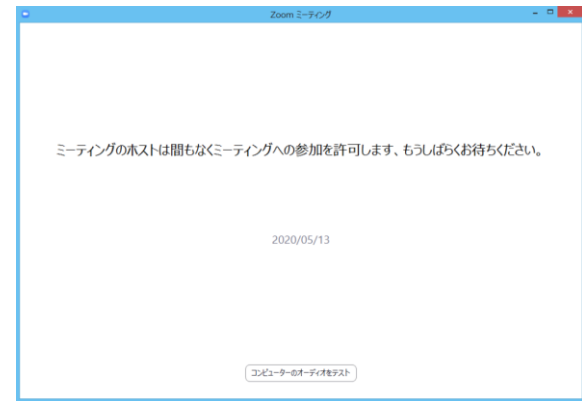 Zoom ミーティング
ミーティングのホストは間もなくミーティングへの参加を許可します、もうしばらくお待ちください。
2020/05/13
コンピューターのオーディオをテスト